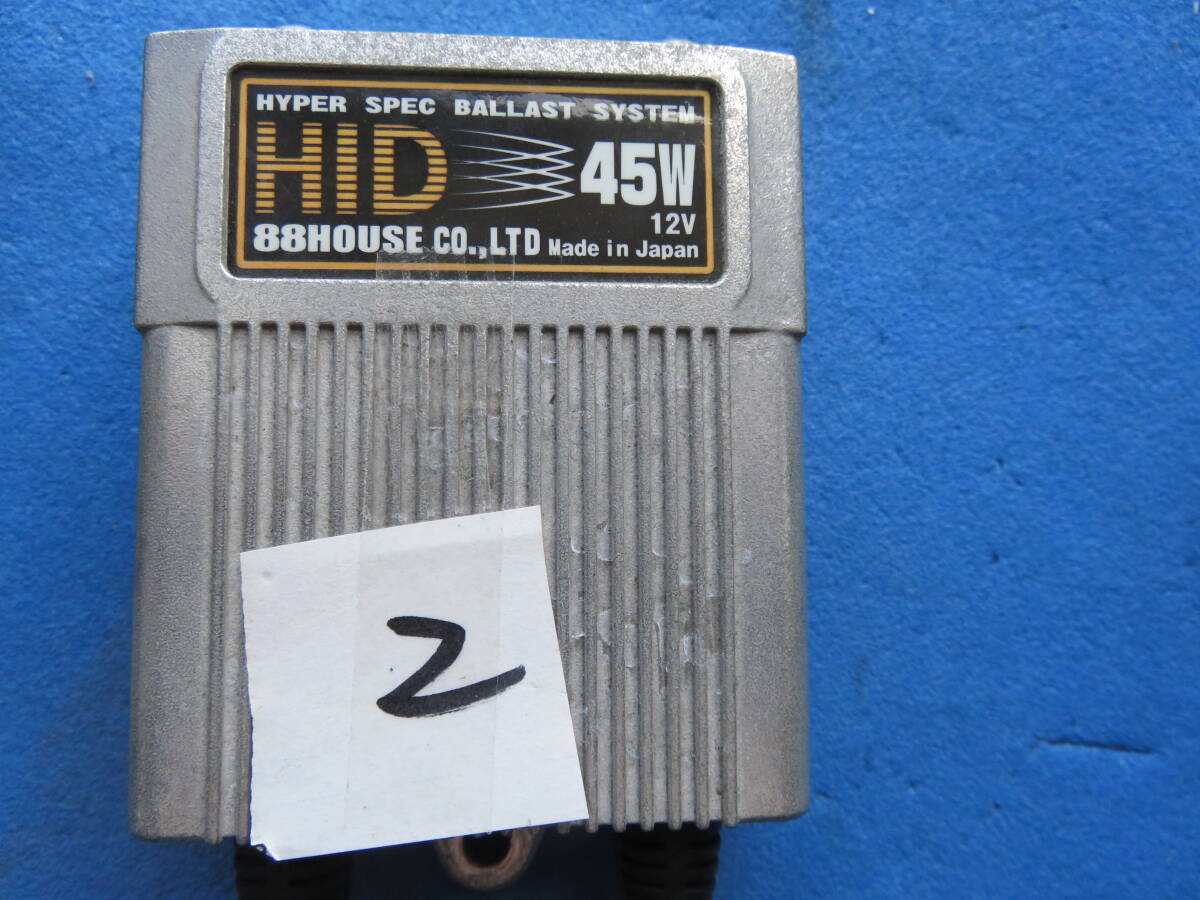 HYPER SPEC BALLAST SYSTEM
HID 45W
12V
88HOUSE CO.,LTD Made in Japan
2